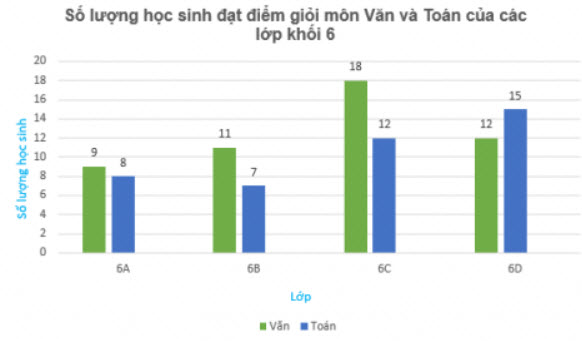 Số lượng học sinh đạt điểm giỏi môn Văn và Toán của các
lớp khối 6
Số lượng học sinh
20
18
16
14
12
10
8
6
4
2
0
9
8
11
7
18
12
12
15
6A
6B
6C
6D
Lớp
Văn
Toán